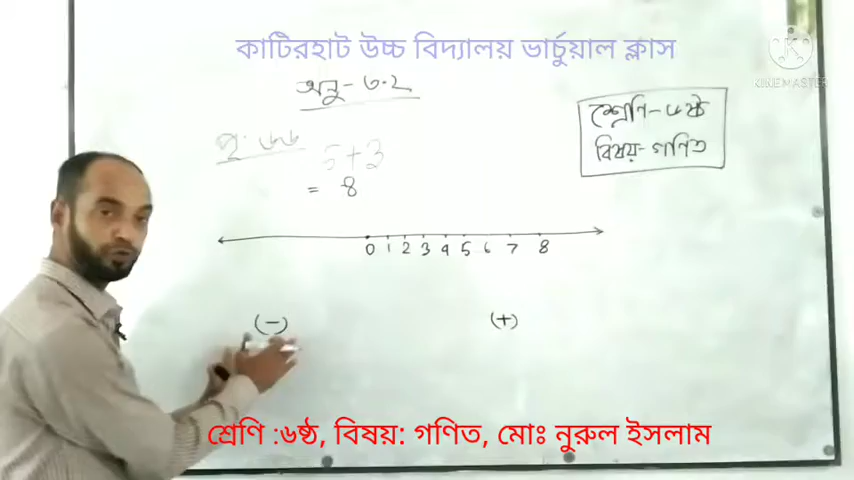 কাটিরহাট উচ্চ বিদ্যালয় ভার্চুয়াল ক্লাস
KINEMASTER
অনু - ৩.২
শ্রেণি - ৬ষ্ঠ
বিষয় - গণিত
পৃ: ৬৬
5+3
= 8
0 1 2 3 4 5 6 7 8
(−) (+)
শ্রেণি :৬ষ্ঠ, বিষয়: গণিত, মোঃ নুরুল ইসলাম